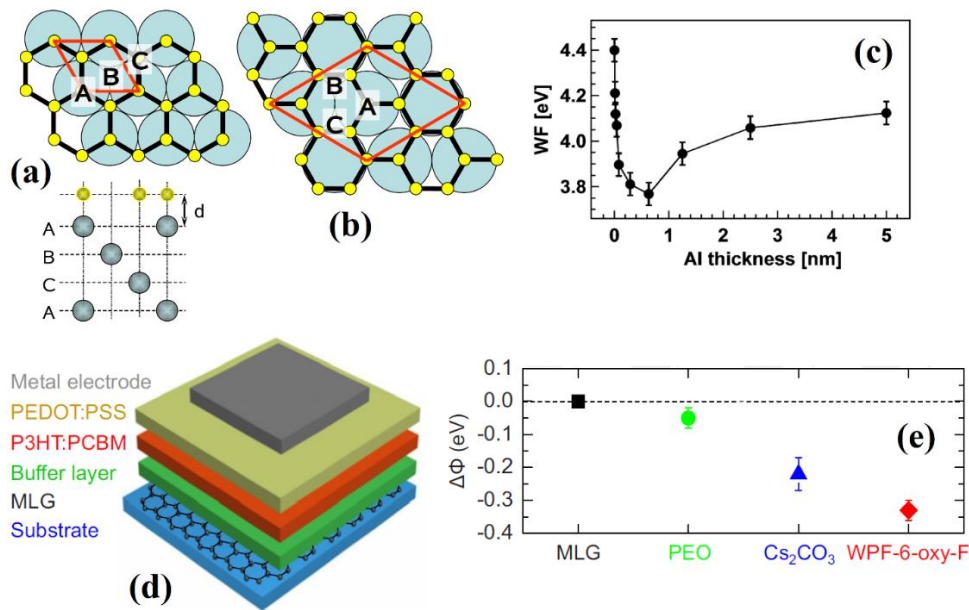 A
B
C
(a)
B
C
A
(b)
d
A
B
C
A
(c)
WF [eV]
4.4
4.2
4.0
3.8
0 1 2 3 4 5
Al thickness [nm]
Metal electrode
PEDOT:PSS
P3HT:PCBM
Buffer layer
MLG
Substrate
(d)
ΔΦ (eV)
0.1
0.0
-0.1
-0.2
-0.3
-0.4
(e)
MLG PEO Cs₂CO₃ WPF-6-oxy-F